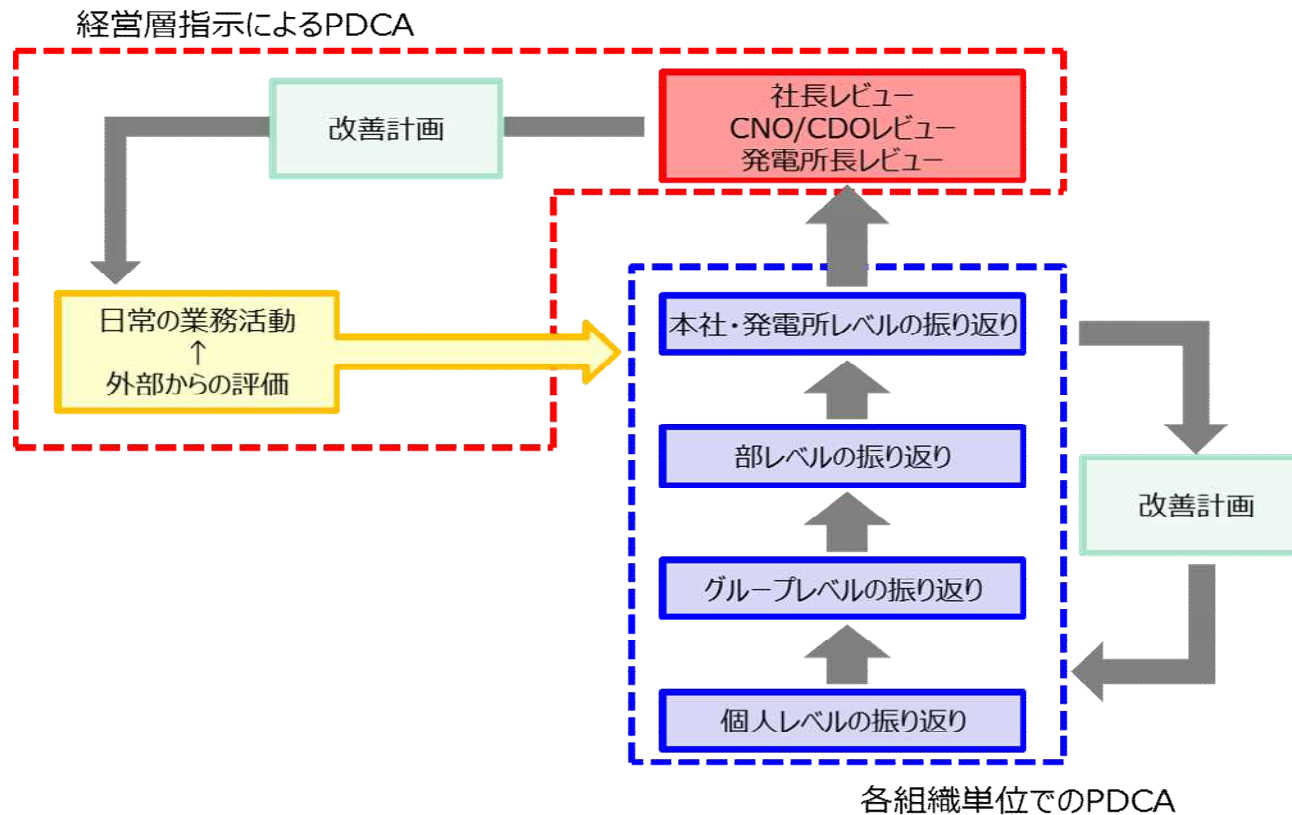 経営層指示によるPDCA
改善計画
社長レビュー
CNO/CDOレビュー
発電所長レビュー
日常の業務活動
↑
外部からの評価
本社・発電所レベルの振り返り
部レベルの振り返り
グループレベルの振り返り
個人レベルの振り返り
改善計画
各組織単位でのPDCA